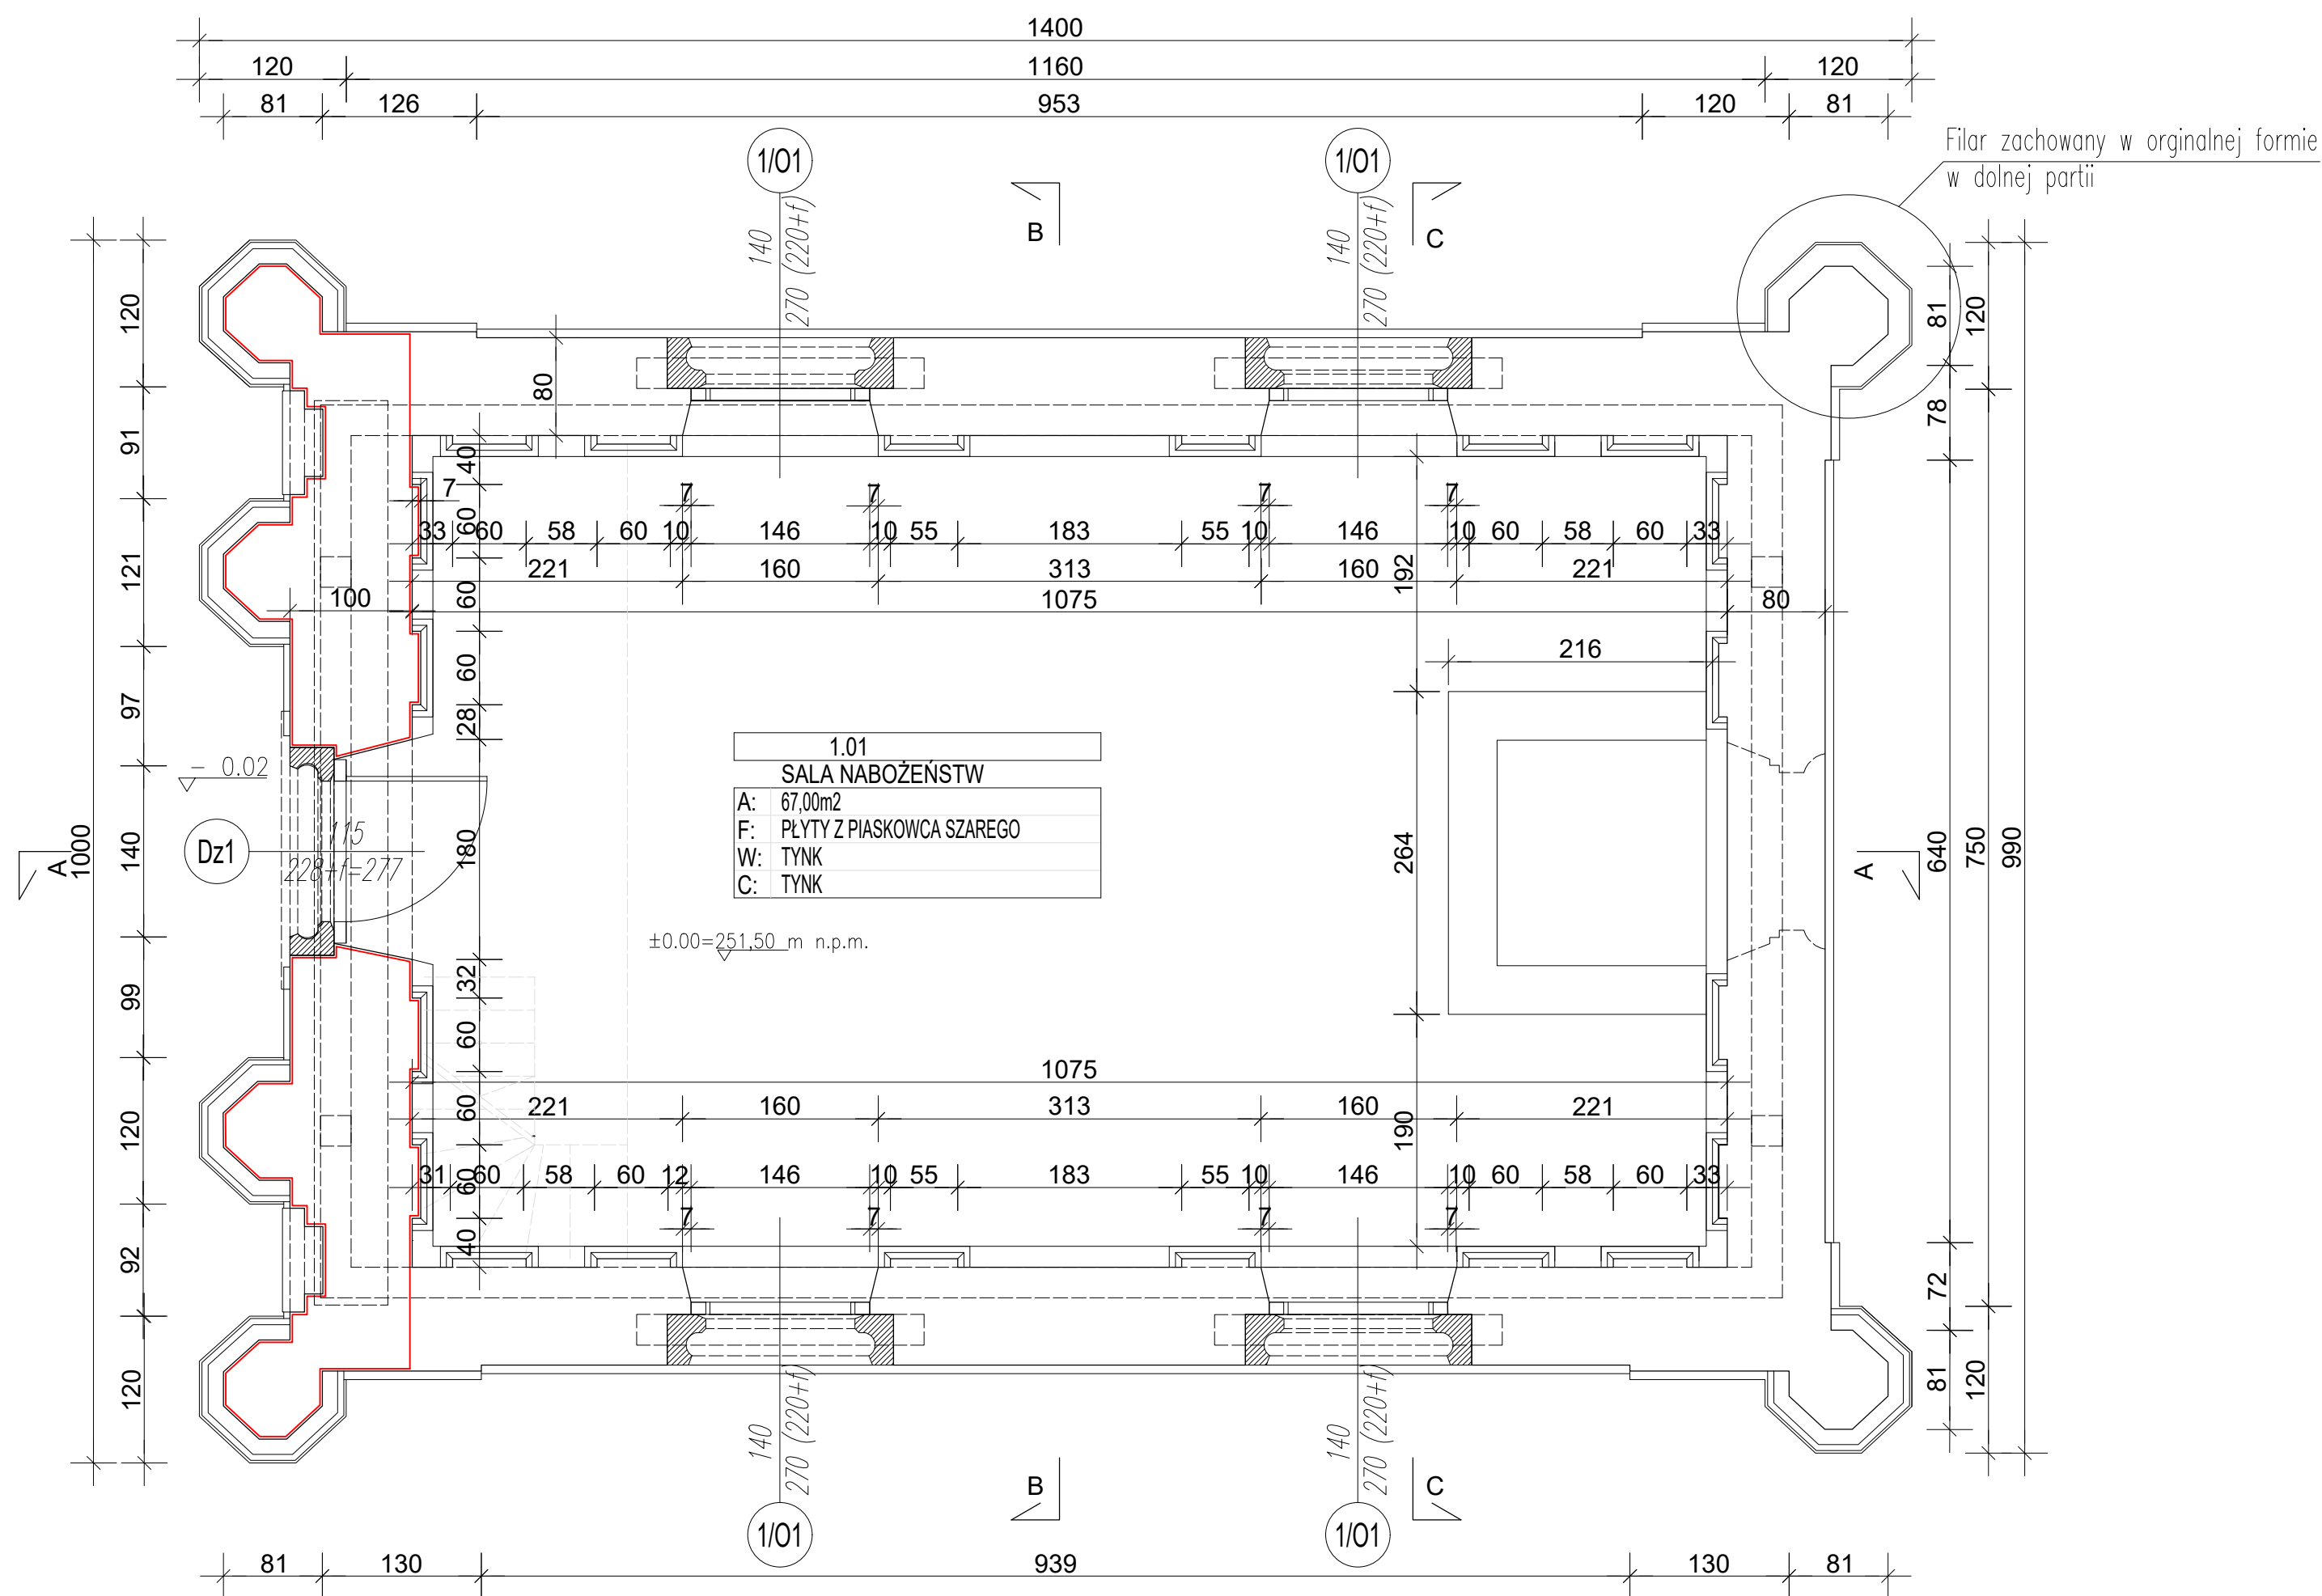 1400
120 1160 120
81 126 953 120 81
Filar zachowany w orginalnej formie
w dolnej partii
1/O1 1/O1
140
270 (220+f)
140
270 (220+f)
B C
120
91
121
97
140
99
120
92
120
1000
A
80
40
7
60
60
60
28
180
32
60
60
60
40
7 7 7 7
33 60 58 60 10 146 10 55 183 55 10 146 10 60 58 60 33
221 160 313 160 221
100 1075 80
192
216
264
190
1.01
SALA NABOŻEŃSTW
A: 67,00m2
F: PŁYTY Z PIASKOWCA SZAREGO
W: TYNK
C: TYNK
- 0.02
Dz1
115
228+f=277
±0.00=251,50 m n.p.m.
1075
221 160 313 160 221
31 60 58 60 12 146 10 55 183 55 10 146 10 60 58 60 33
7 7 7 7
A
81
78
640
72
81
120
750
120
990
140
270 (220+f)
140
270 (220+f)
B C
1/O1 1/O1
81 130 939 130 81